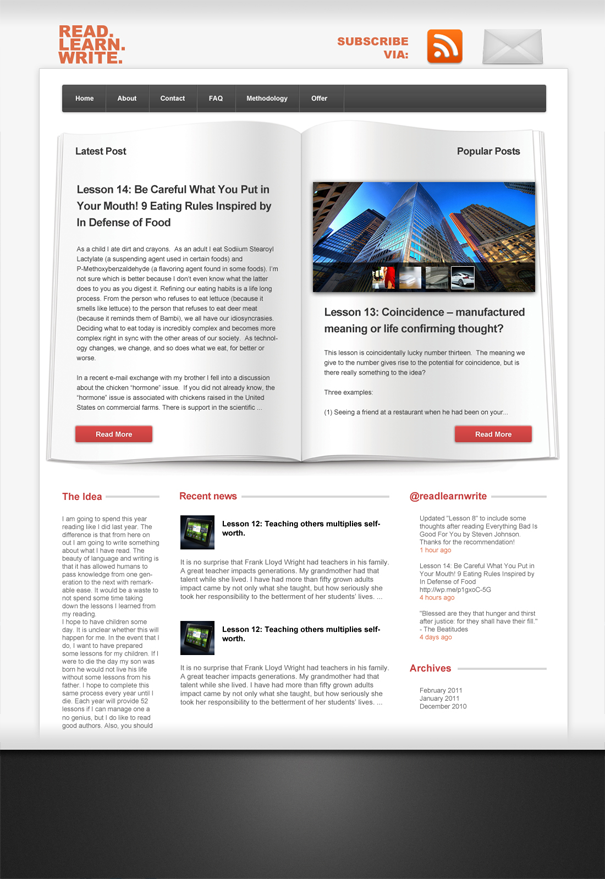 READ.
LEARN.
WRITE.
SUBSCRIBE
VIA:
Home
About
Contact
FAQ
Methodology
Offer
Latest Post
Lesson 14: Be Careful What You Put in
Your Mouth! 9 Eating Rules Inspired by
In Defense of Food
As a child I ate dirt and crayons.  As an adult I eat Sodiium Stearoyl
Lactylate (a suspending agent used in certain foods) and
P-Methoxybenzaldehyde (a flavoring agent found in some foods). I'm
not sure which is better because I don't even know what the latter
does to you as you digest it. Refining our eating habits is a life long
process. From the person who refuses to eat lettuce (because it
smells like lettuce) to the person that refuses to eat deer meat
(because it reminds them of Bambi), we all have our idiosyncrasies.
Deciding what to eat today is incredibly complex and becomes more
complex right in sync with the other areas of our society.  As technol-
ogy changes, we change, and so does what we eat, for better or
worse.
In a recent e-mail exchange with my brother I fell into a discussion
about the chicken "hormone" issue.  If you did not already know, the
"hormone" issue is associated with chickens raised in the United
States on commercial farms. There is support in the scientific ...
Read More
Popular Posts
Lesson 13: Coincidence – manufactured
meaning or life confirming thought?
This lesson is coincidentally lucky number thirteen.  The meaning we
give to the number gives rise to the potential for coincidence, but is
there really something to the idea?
Three examples:
(1) Seeing a friend at a restaurant when he had been on your...
Read More
The Idea
I am going to spend this year
reading like I did last year. The
difference is that from here on
out I am going to write something
about what I have read. The
beauty of language and writing is
that it has allowed humans to
pass knowledge from one gen-
eration to the next with remark-
able ease. It would be a waste to
not spend some time taking
down the lessons I learned from
my reading.
I hope to have children some
day. It is unclear whether this will
happen for me. In the event that I
do, I want to have prepared
some lessons for my children. If I
were to die the day my son was
born he would not live his life
without some lessons from his
father. I hope to complete this
same process every year until I
die. Each year will provide 52
lessons if I can manage one a
no genius, but I do like to read
good authors. Also, you should
Recent news
Lesson 12: Teaching others multiplies self-
worth.
It is no surprise that Frank Lloyd Wright had teachers in his family.
A great teacher impacts generations. My grandmother had that
talent while she lived. I have had more than fifty grown adults
impact came by not only what she taught, but how seriously she
took her responsibility to the betterment of her students' lives. ...
Lesson 12: Teaching others multiplies self-
worth.
It is no surprise that Frank Lloyd Wright had teachers in his family.
A great teacher impacts generations. My grandmother had that
talent while she lived. I have had more than fifty grown adults
impact came by not only what she taught, but how seriously she
took her responsibility to the betterment of her students' lives. ...
@readlearnwrite
Updated "Lesson 8" to include some
thoughts after reading Everything Bad Is
Good For You by Steven Johnson.
Thanks for the recommendation!
1 hour ago
Lesson 14: Be Careful What You Put in
Your Mouth! 9 Eating Rules Inspired by
In Defense of Food
http://wp.me/p1gxoC-5G
4 hours ago
"Blessed are they that hunger and thirst
after justice: for they shall have their fill."
- The Beatitudes
4 days ago
Archives
February 2011
January 2011
December 2010